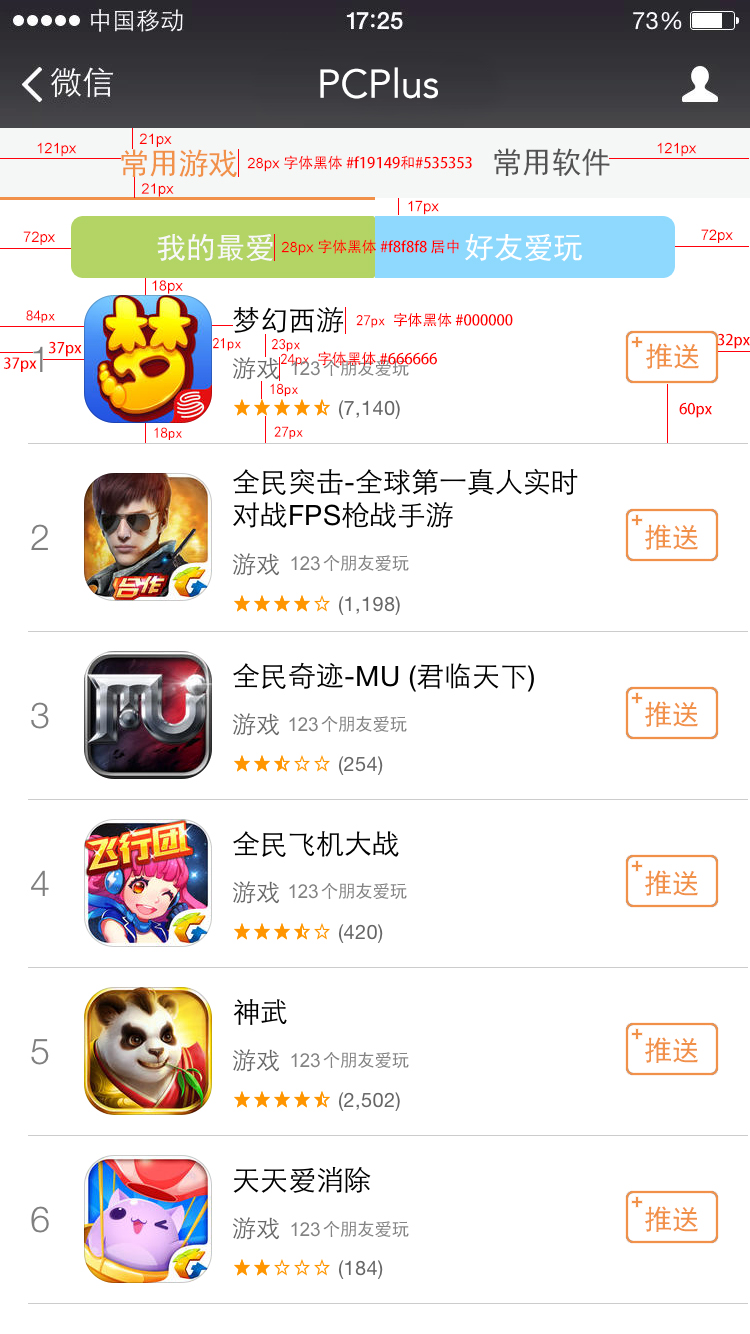 中国移动 17:25 73%
微信 PCPlus
121px 21px 121px
常用游戏 28px 字体黑体 #f19149和#535353 常用软件
21px
17px
72px 72px
我的最爱 28px 字体黑体 #f8f8f8 居中 好友爱玩
18px
84px 梦幻西游 27px 字体黑体 #000000
37px 21px 23px 32px
1 37px 24px 字体黑体 #666666 +推送
游戏 123个朋友爱玩
18px
(7,140) 60px
18px 27px
全民突击-全球第一真人实时
对战FPS枪战手游
2 +推送
游戏 123个朋友爱玩
合作
(1,198)
全民奇迹-MU (君临天下)
3 MU +推送
游戏 123个朋友爱玩
(254)
飞行团 全民飞机大战
4 +推送
游戏 123个朋友爱玩
(420)
神武
5 +推送
游戏 123个朋友爱玩
(2,502)
天天爱消除
6 +推送
游戏 123个朋友爱玩
(184)